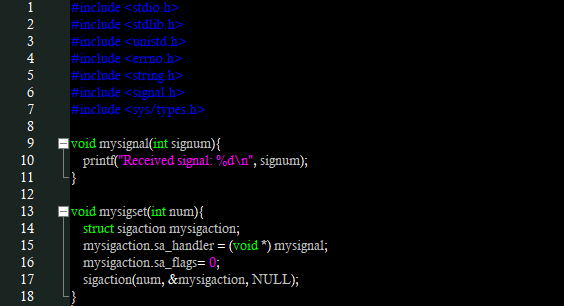 1 #include <stdio.h>
2 #include <stdlib.h>
3 #include <unistd.h>
4 #include <errno.h>
5 #include <string.h>
6 #include <signal.h>
7 #include <sys/types.h>
8
9 void mysignal(int signum){
10 printf("Received signal: %d\n", signum);
11 }
12
13 void mysigset(int num){
14 struct sigaction mysigaction;
15 mysigaction.sa_handler = (void *) mysignal;
16 mysigaction.sa_flags= 0;
17 sigaction(num, &mysigaction, NULL);
18 }